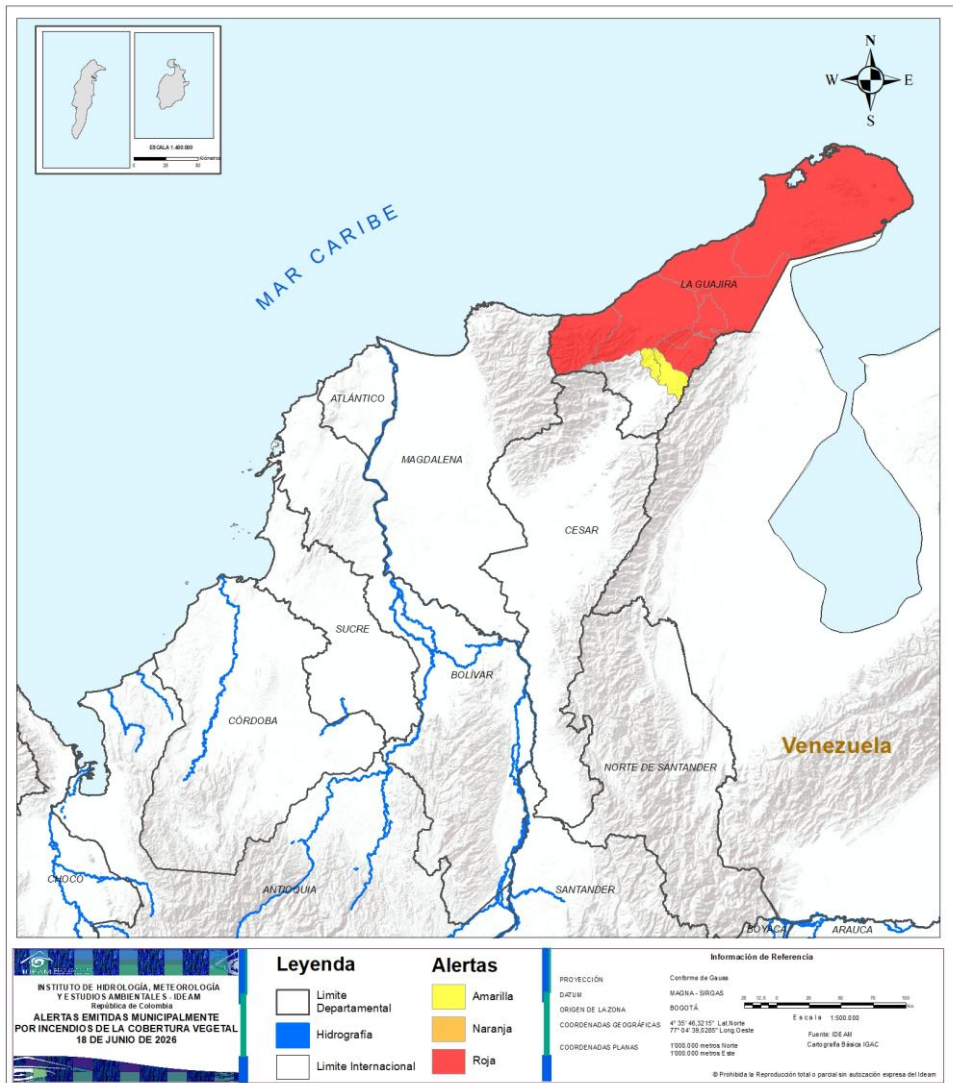 ESCALA 1:400.000
Kilómetros
N
W
E
S
MAR CARIBE
LA GUAJIRA
ATLÁNTICO
MAGDALENA
CESAR
SUCRE
BOLÍVAR
CÓRDOBA
Venezuela
NORTE DE SANTANDER
CHOCÓ
ANTIOQUIA
SANTANDER
BOYACÁ
ARAUCA
IDEAM
INSTITUTO DE HIDROLOGÍA, METEOROLOGÍA
Y ESTUDIOS AMBIENTALES - IDEAM
República de Colombia
ALERTAS EMITIDAS MUNICIPALMENTE
POR INCENDIOS DE LA COBERTURA VEGETAL
18 DE JUNIO DE 2026
Leyenda
Limite
Departamental
Hidrografía
Limite Internacional
Alertas
Amarilla
Naranja
Roja
Información de Referencia
PROYECCIÓN Conforme de Gauss
DATUM MAGNA - SIRGAS
ORIGEN DE LA ZONA BOGOTÁ
COORDENADAS GEOGRÁFICAS 4° 35' 46,3215" Lat.Norte
77° 04' 39,0285" Long.Oeste
COORDENADAS PLANAS 1'000.000 metros Norte
1'000.000 metros Este
Escala 1:500.000
Fuente: IDEAM
Cartografía Básica IGAC
© Prohibida la Reproducción total o parcial sin autozación expresa del Ideam